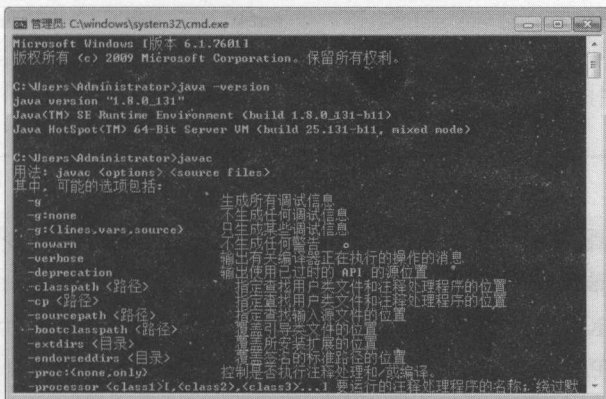 管理员: C:\windows\system32\cmd.exe
Microsoft Windows [版本 6.1.7601]
版权所有 (c) 2009 Microsoft Corporation。保留所有权利。
C:\Users\Administrator>java -version
java version "1.8.0_131"
Java(TM) SE Runtime Environment (build 1.8.0_131-b11)
Java HotSpot(TM) 64-Bit Server VM (build 25.131-b11, mixed mode)
C:\Users\Administrator>javac
用法: javac <options> <source files>
其中, 可能的选项包括:
-g 生成所有调试信息
-g:none 不生成任何调试信息
-g:{lines,vars,source} 只生成某些调试信息
-nowarn 不生成任何警告
-verbose 输出有关编译器正在执行的操作的消息
-deprecation 输出使用已过时的 API 的源位置
-classpath <路径> 指定查找用户类文件和注释处理程序的位置
-cp <路径> 指定查找用户类文件和注释处理程序的位置
-sourcepath <路径> 指定查找输入源文件的位置
-bootclasspath <路径> 覆盖引导类文件的位置
-extdirs <目录> 覆盖所安装扩展的位置
-endorseddirs <目录> 覆盖签名的标准路径的位置
-proc:{none,only} 控制是否执行注释处理和/或编译。
-processor <class1>[,<class2>,<class3>...] 要运行的注释处理程序的名称; 绕过默